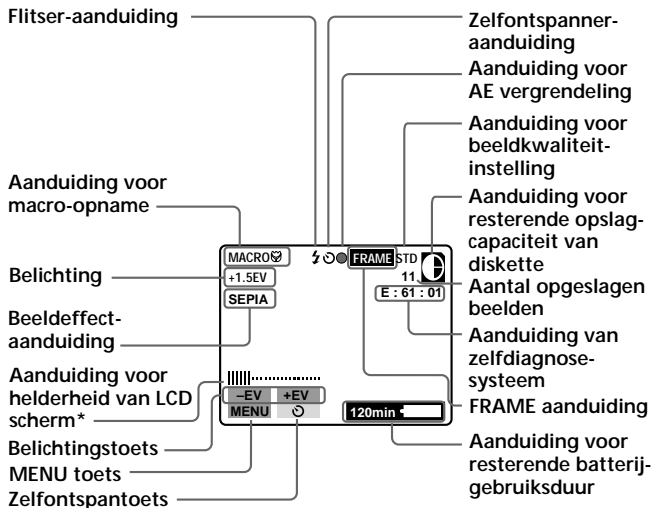 Flitser-aanduiding
Aanduiding voor
macro-opname
Belichting
Beeldeffect-
aanduiding
Aanduiding voor
helderheid van LCD
scherm*
Belichtingstoets
MENU toets
Zelfontspantoets
MACRO
FRAME STD
11
+1.5EV
E : 61 : 01
SEPIA
–EV +EV
MENU
120min
Zelfontspanner-
aanduiding
Aanduiding voor
AE vergrendeling
Aanduiding voor
beeldkwaliteit-
instelling
Aanduiding voor
resterende opslag-
capaciteit van
diskette
Aantal opgeslagen
beelden
Aanduiding van
zelfdiagnose-
systeem
FRAME aanduiding
Aanduiding voor
resterende batterij-
gebruiksduur